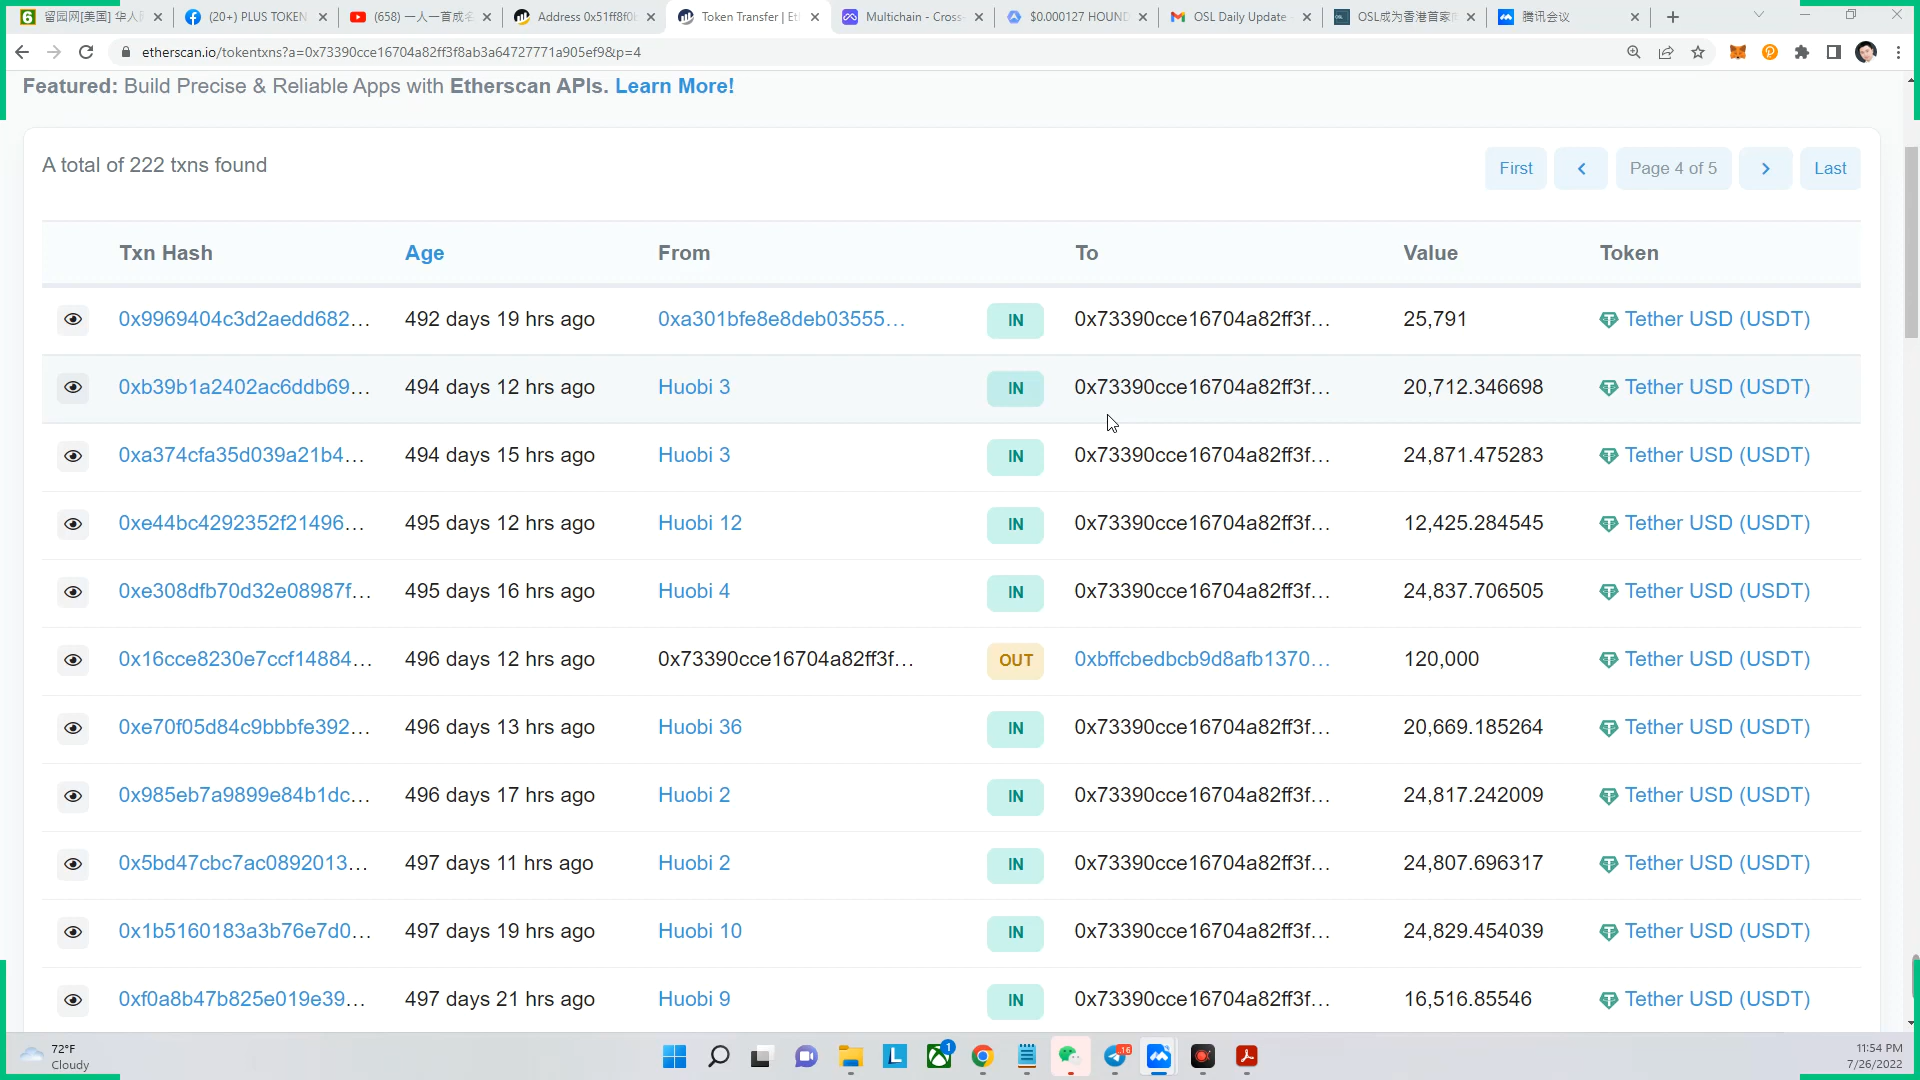 留园网[美国] 华人 (20+) PLUS TOKEN (658) 一人一首成名 Address 0x51ff8f0 Token Transfer | Et Multichain - Cross- $0.000127 HOUND OSL Daily Update - OSL成为香港首家 腾讯会议
etherscan.io/tokentxns?a=0x73390cce16704a82ff3f8ab3a64727771a905ef9&p=4
Featured: Build Precise & Reliable Apps with Etherscan APIs. Learn More!
A total of 222 txns found
First Page 4 of 5 Last
Txn Hash Age From To Value Token
0x9969404c3d2aedd682... 492 days 19 hrs ago 0xa301bfe8e8deb03555... IN 0x73390cce16704a82ff3f... 25,791 Tether USD (USDT)
0xb39b1a2402ac6ddb69... 494 days 12 hrs ago Huobi 3 IN 0x73390cce16704a82ff3f... 20,712.346698 Tether USD (USDT)
0xa374cfa35d039a21b4... 494 days 15 hrs ago Huobi 3 IN 0x73390cce16704a82ff3f... 24,871.475283 Tether USD (USDT)
0xe44bc4292352f21496... 495 days 12 hrs ago Huobi 12 IN 0x73390cce16704a82ff3f... 12,425.284545 Tether USD (USDT)
0xe308dfb70d32e08987f... 495 days 16 hrs ago Huobi 4 IN 0x73390cce16704a82ff3f... 24,837.706505 Tether USD (USDT)
0x16cce8230e7ccf14884... 496 days 12 hrs ago 0x73390cce16704a82ff3f... OUT 0xbffcbedbcb9d8afb1370... 120,000 Tether USD (USDT)
0xe70f05d84c9bbbfe392... 496 days 13 hrs ago Huobi 36 IN 0x73390cce16704a82ff3f... 20,669.185264 Tether USD (USDT)
0x985eb7a9899e84b1dc... 496 days 17 hrs ago Huobi 2 IN 0x73390cce16704a82ff3f... 24,817.242009 Tether USD (USDT)
0x5bd47cbc7ac0892013... 497 days 11 hrs ago Huobi 2 IN 0x73390cce16704a82ff3f... 24,807.696317 Tether USD (USDT)
0x1b5160183a3b76e7d0... 497 days 19 hrs ago Huobi 10 IN 0x73390cce16704a82ff3f... 24,829.454039 Tether USD (USDT)
0xf0a8b47b825e019e39... 497 days 21 hrs ago Huobi 9 IN 0x73390cce16704a82ff3f... 16,516.85546 Tether USD (USDT)
72°F
Cloudy
1
16
11:54 PM
7/26/2022